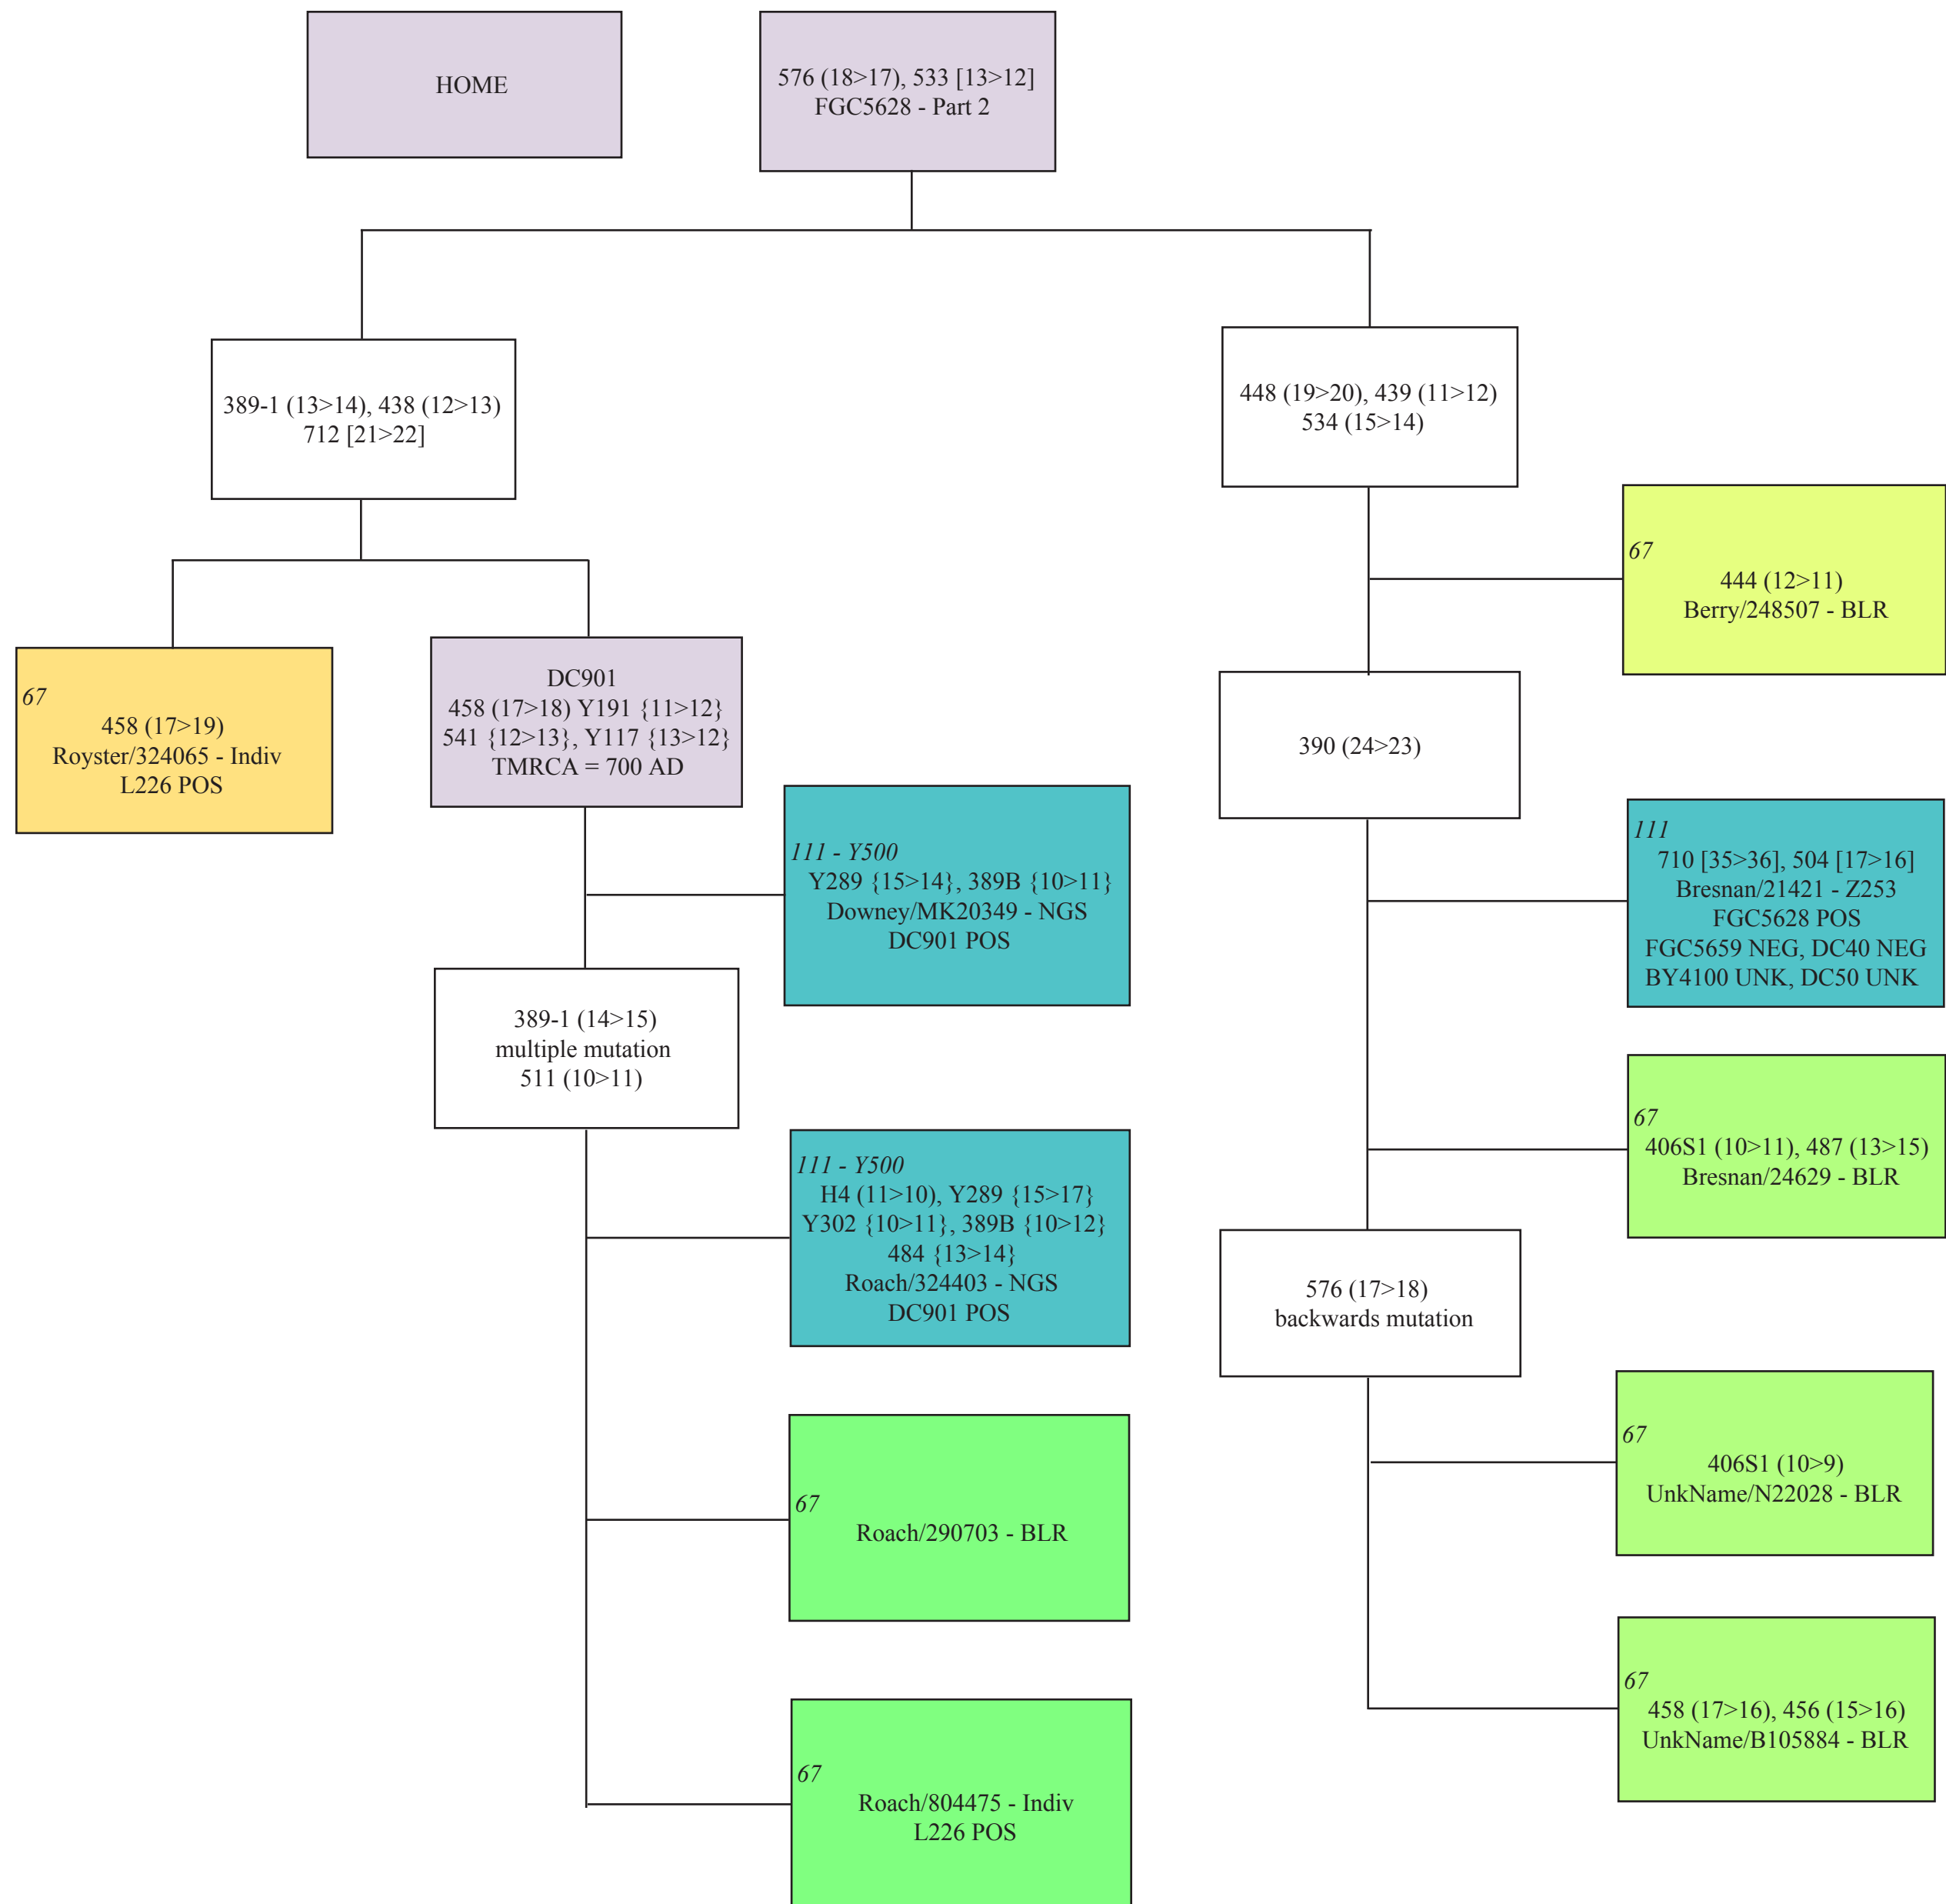 HOME
576 (18>17), 533 [13>12]
FGC5628 - Part 2
389-1 (13>14), 438 (12>13)
712 [21>22]
448 (19>20), 439 (11>12)
534 (15>14)
67
444 (12>11)
Berry/248507 - BLR
67
458 (17>19)
Royster/324065 - Indiv
L226 POS
DC901
458 (17>18) Y191 {11>12}
541 {12>13}, Y117 {13>12}
TMRCA = 700 AD
390 (24>23)
111 - Y500
Y289 {15>14}, 389B {10>11}
Downey/MK20349 - NGS
DC901 POS
111
710 [35>36], 504 [17>16]
Bresnan/21421 - Z253
FGC5628 POS
FGC5659 NEG, DC40 NEG
BY4100 UNK, DC50 UNK
389-1 (14>15)
multiple mutation
511 (10>11)
67
406S1 (10>11), 487 (13>15)
Bresnan/24629 - BLR
111 - Y500
H4 (11>10), Y289 {15>17}
Y302 {10>11}, 389B {10>12}
484 {13>14}
Roach/324403 - NGS
DC901 POS
576 (17>18)
backwards mutation
67
406S1 (10>9)
UnkName/N22028 - BLR
67
Roach/290703 - BLR
67
458 (17>16), 456 (15>16)
UnkName/B105884 - BLR
67
Roach/804475 - Indiv
L226 POS